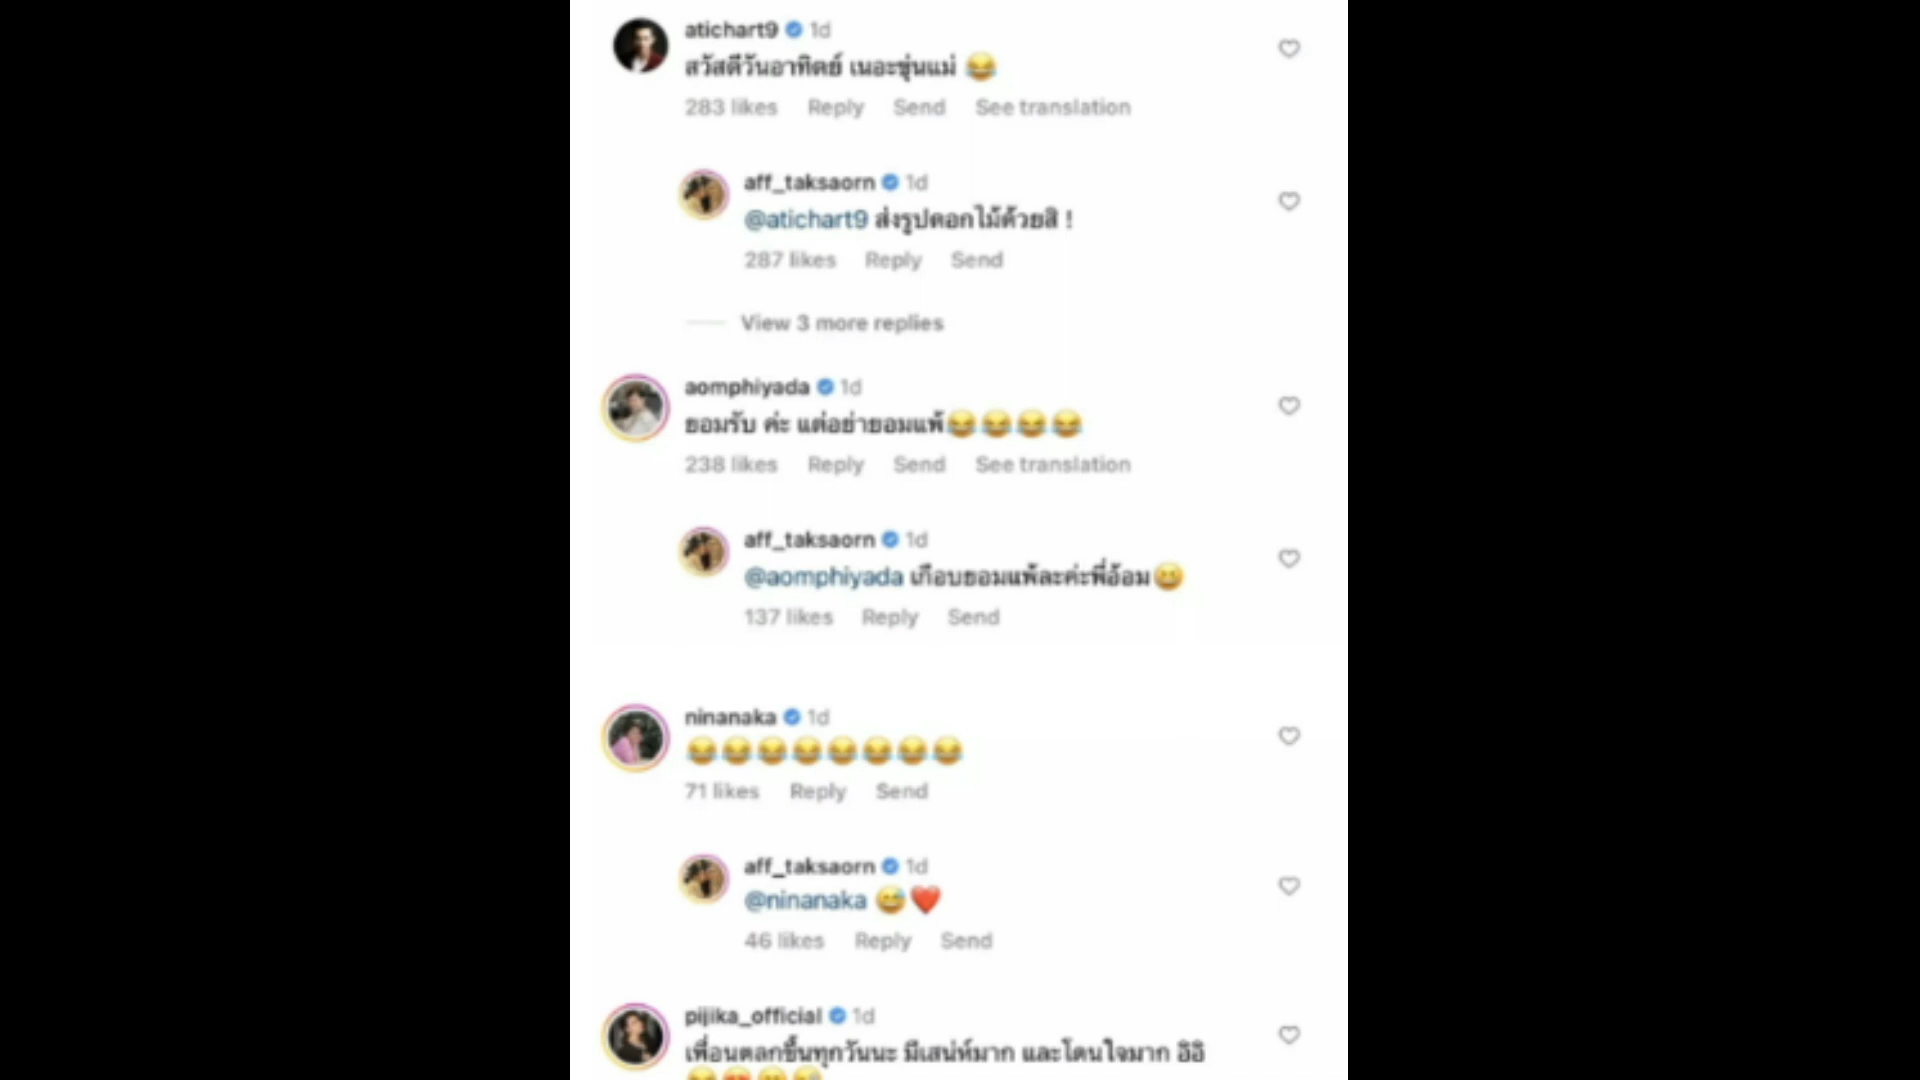 atichart9 1d
สวัสดีวันอาทิตย์ เนอะขุ่นแม่ 😂
283 likes Reply Send See translation
aff_taksaorn 1d
@atichart9 ส่งรูปดอกไม้ด้วยสิ !
287 likes Reply Send
View 3 more replies
aomphiyada 1d
ยอมรับ ค่ะ แต่อย่ายอมแพ้😂😂😂😂
238 likes Reply Send See translation
aff_taksaorn 1d
@aomphiyada เกือบยอมแพ้ละค่ะพี่อ้อม😄
137 likes Reply Send
ninanaka 1d
😂😂😂😂😂😂😂😂
71 likes Reply Send
aff_taksaorn 1d
@ninanaka 😅❤️
46 likes Reply Send
pijika_official 1d
เพื่อนตลกขึ้นทุกวันนะ มีเสน่ห์มาก และโดนใจมาก อิอิ